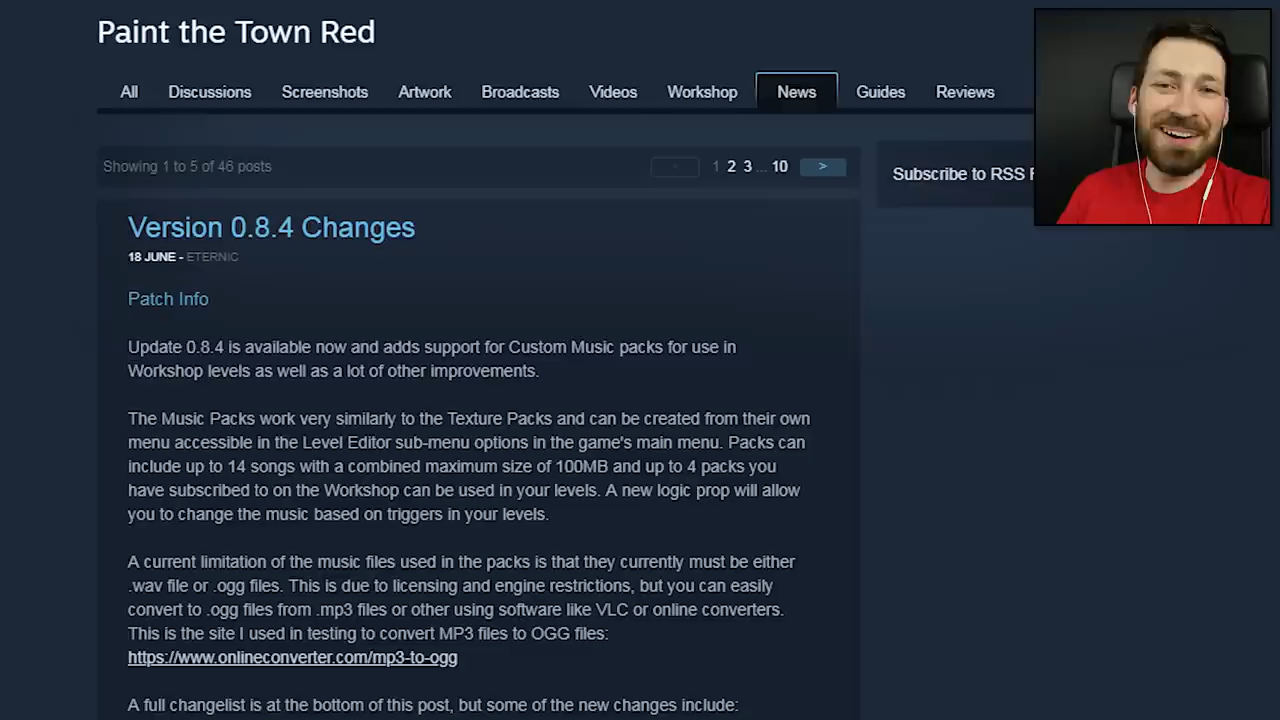 Paint the Town Red
All Discussions Screenshots Artwork Broadcasts Videos Workshop News Guides Reviews
Showing 1 to 5 of 46 posts
< 1 2 3 ... 10 >
Subscribe to RSS F
Version 0.8.4 Changes
18 JUNE - ETERNIC
Patch Info
Update 0.8.4 is available now and adds support for Custom Music packs for use in
Workshop levels as well as a lot of other improvements.
The Music Packs work very similarly to the Texture Packs and can be created from their own
menu accessible in the Level Editor sub-menu options in the game's main menu. Packs can
include up to 14 songs with a combined maximum size of 100MB and up to 4 packs you
have subscribed to on the Workshop can be used in your levels. A new logic prop will allow
you to change the music based on triggers in your levels.
A current limitation of the music files used in the packs is that they currently must be either
.wav file or .ogg files. This is due to licensing and engine restrictions, but you can easily
convert to .ogg files from .mp3 files or other using software like VLC or online converters.
This is the site I used in testing to convert MP3 files to OGG files:
https://www.onlineconverter.com/mp3-to-ogg
A full changelist is at the bottom of this post, but some of the new changes include: